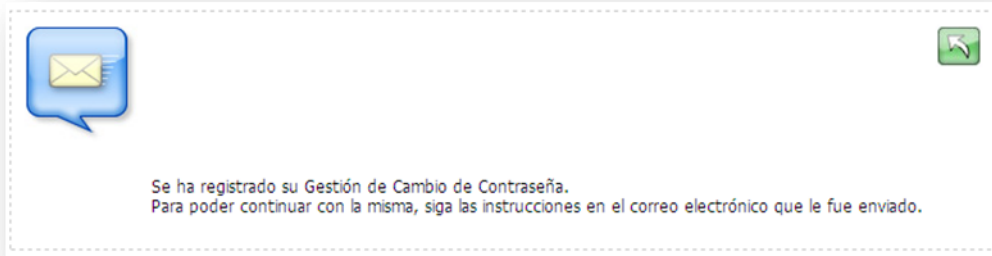 Se ha registrado su Gestión de Cambio de Contraseña.
Para poder continuar con la misma, siga las instrucciones en el correo electrónico que le fue enviado.